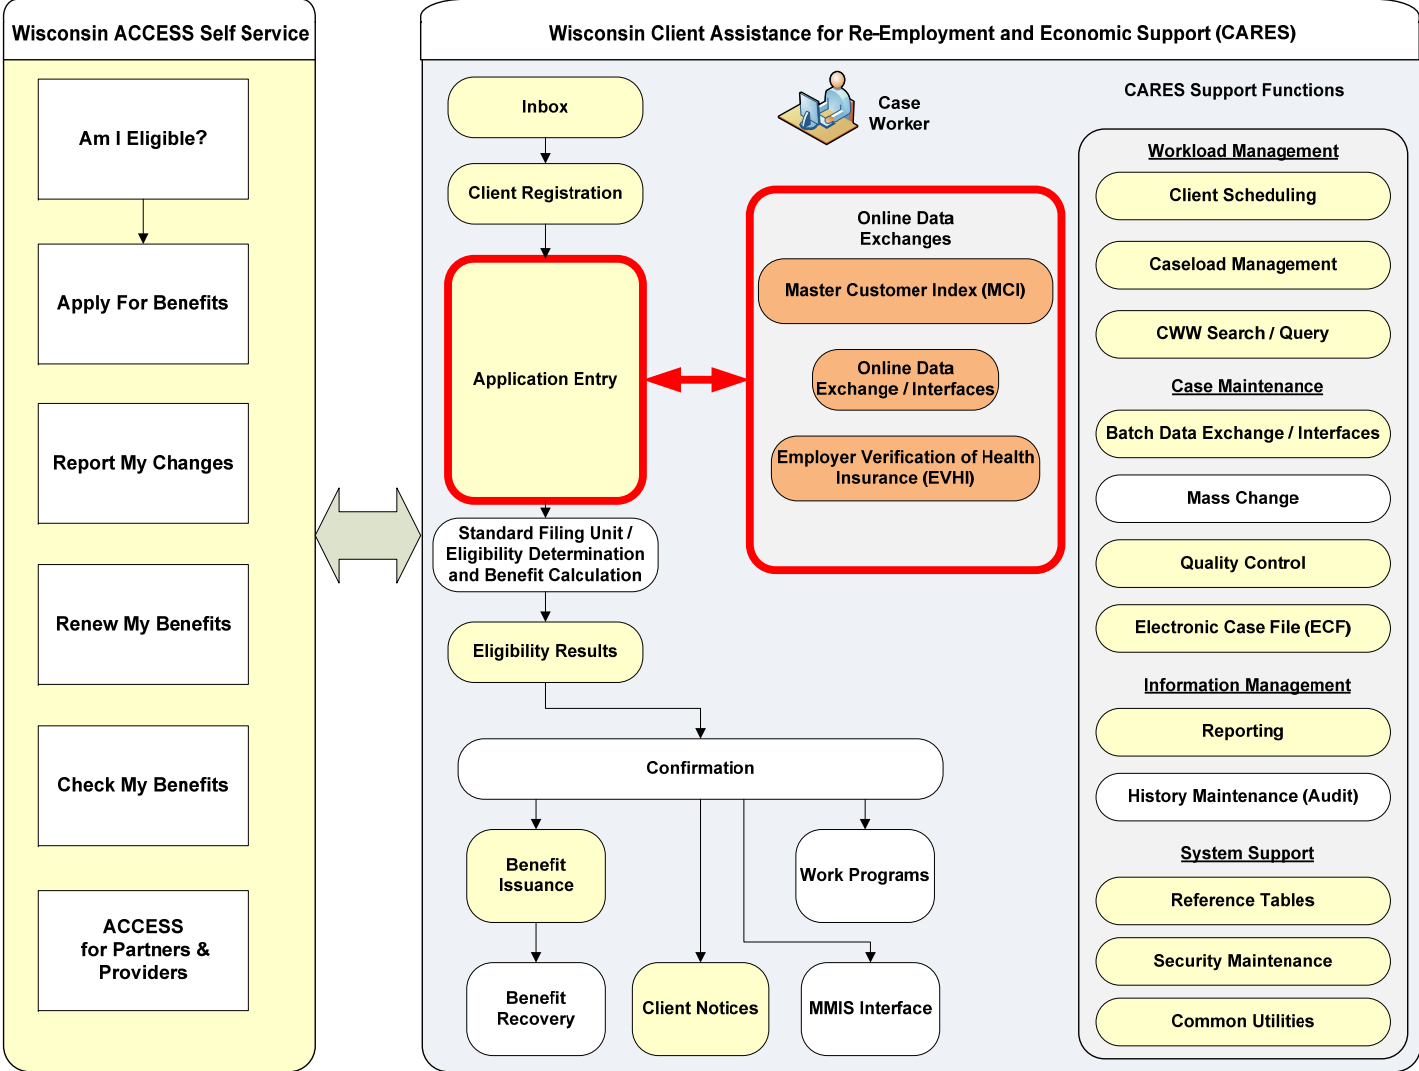 Wisconsin ACCESS Self Service
Am I Eligible?
Apply For Benefits
Report My Changes
Renew My Benefits
Check My Benefits
ACCESS
for Partners &
Providers
Wisconsin Client Assistance for Re-Employment and Economic Support (CARES)
Inbox
Client Registration
Application Entry
Standard Filing Unit /
Eligibility Determination
and Benefit Calculation
Eligibility Results
Confirmation
Benefit
Issuance
Work Programs
Benefit
Recovery
Client Notices
MMIS Interface
Case
Worker
Online Data
Exchanges
Master Customer Index (MCI)
Online Data
Exchange / Interfaces
Employer Verification of Health
Insurance (EVHI)
CARES Support Functions
Workload Management
Client Scheduling
Caseload Management
CWW Search / Query
Case Maintenance
Batch Data Exchange / Interfaces
Mass Change
Quality Control
Electronic Case File (ECF)
Information Management
Reporting
History Maintenance (Audit)
System Support
Reference Tables
Security Maintenance
Common Utilities